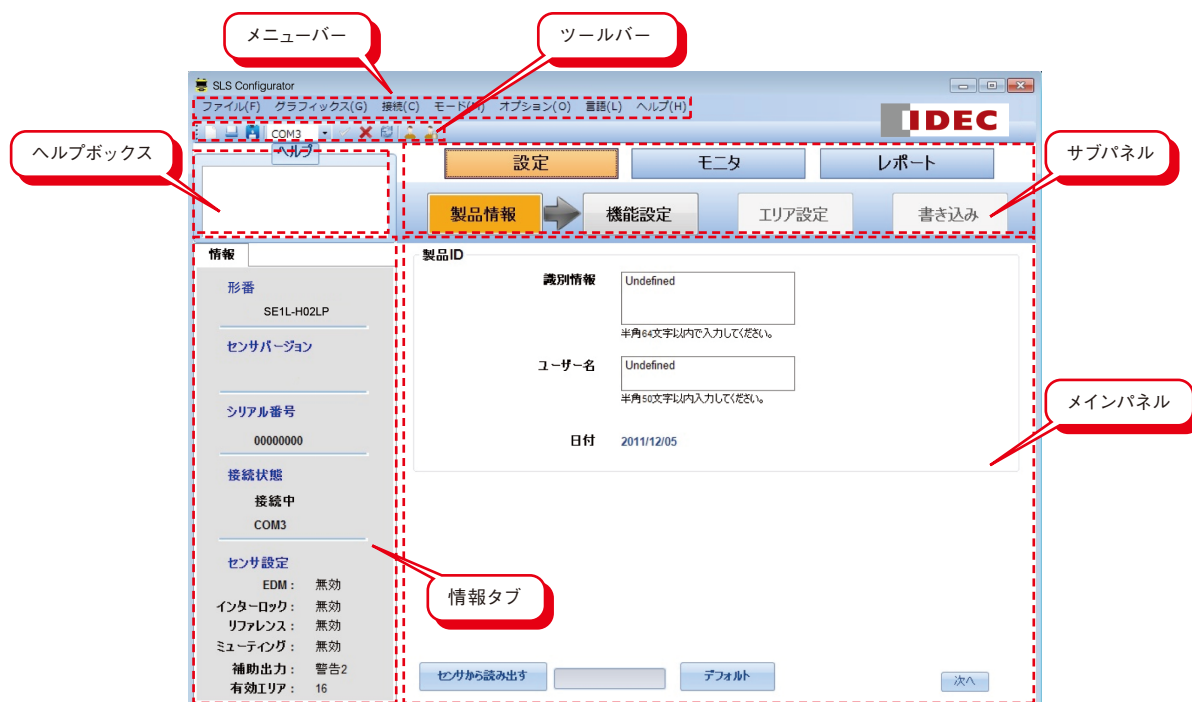 メニューバー
ツールバー
SLS Configurator
ファイル(F) グラフィックス(G) 接続(C) モード(M) オプション(O) 言語(L) ヘルプ(H)
IDEC
COM3
ヘルプボックス
ヘルプ
設定 モニタ レポート
サブパネル
製品情報 機能設定 エリア設定 書き込み
情報
形番
SE1L-H02LP
センサバージョン
シリアル番号
00000000
接続状態
接続中
COM3
センサ設定
EDM: 無効
インターロック: 無効
リファレンス: 無効
ミューティング: 無効
補助出力: 警告2
有効エリア: 16
製品ID
識別情報 Undefined
半角64文字以内で入力してください。
ユーザー名 Undefined
半角50文字以内入力してください。
日付 2011/12/05
メインパネル
情報タブ
センサから読み出す デフォルト 次へ